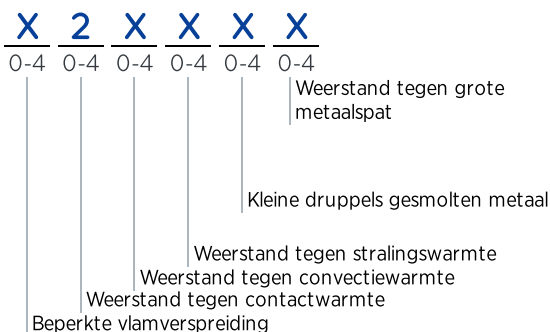 X 2 X X X X
0-4 0-4 0-4 0-4 0-4 0-4
Weerstand tegen grote
metaalspat
Kleine druppels gesmolten metaal
Weerstand tegen stralingswarmte
Weerstand tegen convectiewarmte
Weerstand tegen contactwarmte
Beperkte vlamverspreiding